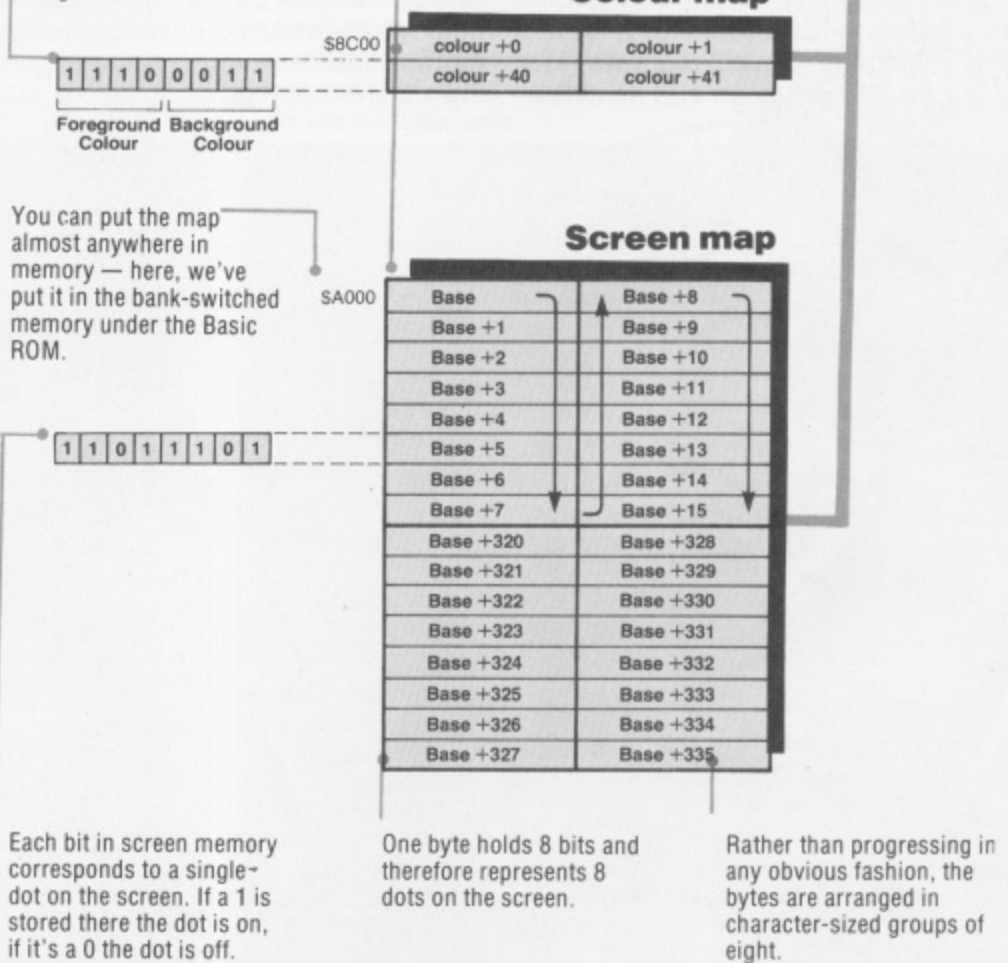 Colour map
$8C00
colour +0 colour +1
colour +40 colour +41
1 1 1 0 0 0 1 1
Foreground Background
Colour Colour
You can put the map
almost anywhere in
memory — here, we've
put it in the bank-switched
memory under the Basic
ROM.
Screen map
$A000
Base Base +8
Base +1 Base +9
Base +2 Base +10
Base +3 Base +11
Base +4 Base +12
1 1 0 1 1 1 0 1
Base +5 Base +13
Base +6 Base +14
Base +7 Base +15
Base +320 Base +328
Base +321 Base +329
Base +322 Base +330
Base +323 Base +331
Base +324 Base +332
Base +325 Base +333
Base +326 Base +334
Base +327 Base +335
Each bit in screen memory
corresponds to a single-
dot on the screen. If a 1 is
stored there the dot is on,
if it's a 0 the dot is off.
One byte holds 8 bits and
therefore represents 8
dots on the screen.
Rather than progressing in
any obvious fashion, the
bytes are arranged in
character-sized groups of
eight.